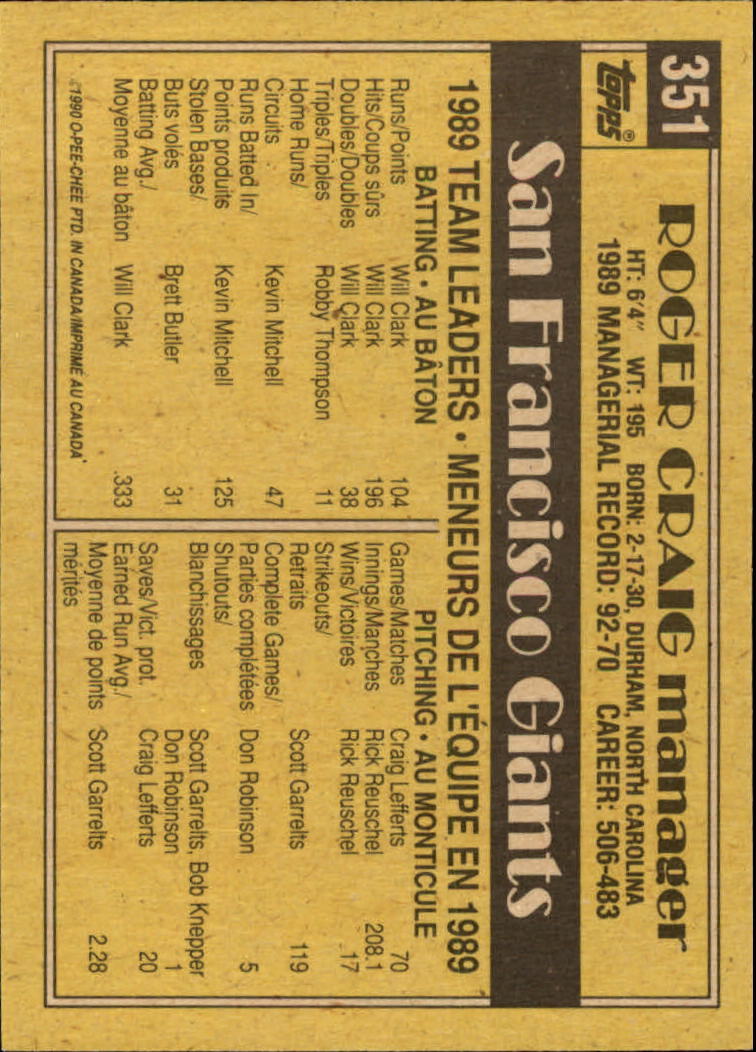 351
topps®
ROGER CRAIG manager
HT: 6'4" WT: 195 BORN: 2-17-30, DURHAM, NORTH CAROLINA
1989 MANAGERIAL RECORD: 92-70 CAREER: 506-483
San Francisco Giants
1989 TEAM LEADERS • MENEURS DE L'ÉQUIPE EN 1989
BATTING • AU BÂTON
Runs/Points Will Clark 104
Hits/Coups sûrs Will Clark 196
Doubles/Doubles Will Clark 38
Triples/Triples Robby Thompson 11
Home Runs/
Circuits Kevin Mitchell 47
Runs Batted In/
Points produits Kevin Mitchell 125
Stolen Bases/
Buts volés Brett Butler 31
Batting Avg./
Moyenne au bâton Will Clark .333
©1990 O-PEE-CHEE PTD. IN CANADA/IMPRIMÉ AU CANADA
PITCHING • AU MONTICULE
Games/Matches Craig Lefferts 70
Innings/Manches Rick Reuschel 208.1
Wins/Victoires Rick Reuschel 17
Strikeouts/
Retraits Scott Garrelts 119
Complete Games/
Parties complétées Don Robinson 5
Shutouts/
Blanchissages Scott Garrelts, Bob Knepper
Don Robinson 1
Saves/Vict. prot. Craig Lefferts 20
Earned Run Avg./
Moyenne de points Scott Garrelts 2.28
mérités